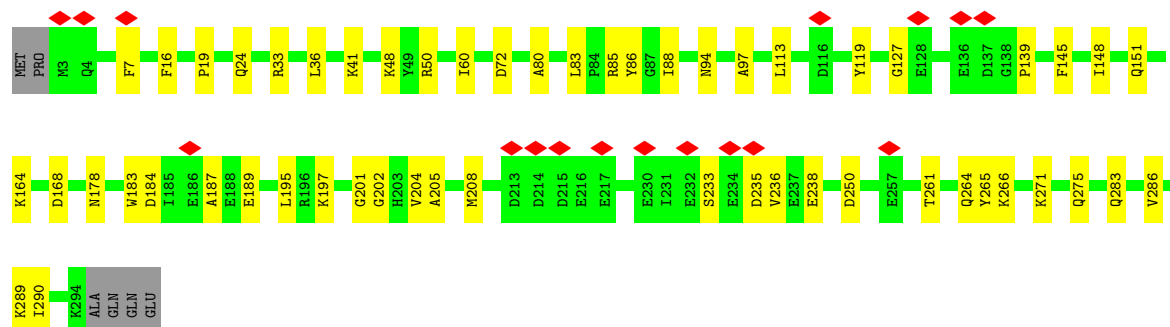 MET PRO M3 Q4 F7 F16 P19 Q24 R33 L36 K41 K48 Y49 R50 I60 D72 A80 L83 P84 R85 Y86 G87 I88 N94 A97 L113 D116 Y119 G127 E128 E136 D137 G138 P139 F145 I148 Q151
K164 D168 N178 W183 D184 I185 E186 A187 E188 E189 L195 R196 K197 G201 G202 H203 V204 A205 M208 D213 D214 D215 E216 E217 E230 I231 E232 S233 E234 D235 V236 E237 E238 D250 E257 T261 Q264 Y265 K266 K271 Q275 Q283 V286
K289 I290 K294 ALA GLN GLN GLU